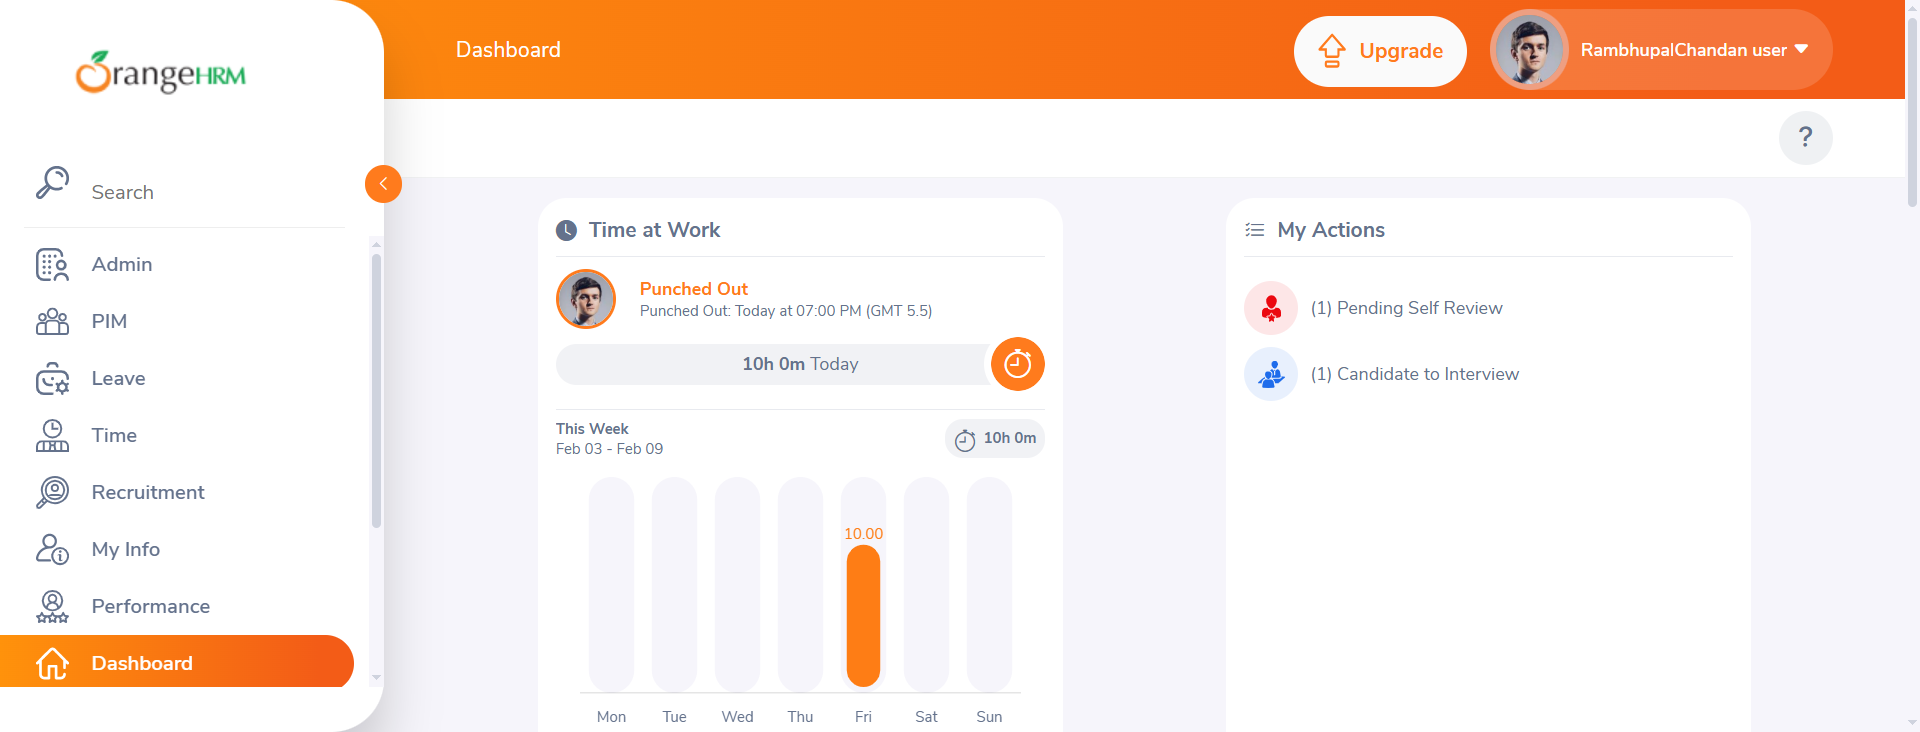 OrangeHRM
Dashboard
Upgrade
RambhupalChandan user
?
Search
Admin
PIM
Leave
Time
Recruitment
My Info
Performance
Dashboard
Time at Work
Punched Out
Punched Out: Today at 07:00 PM (GMT 5.5)
10h 0m Today
This Week
Feb 03 - Feb 09
10h 0m
10.00
Mon Tue Wed Thu Fri Sat Sun
My Actions
(1) Pending Self Review
(1) Candidate to Interview